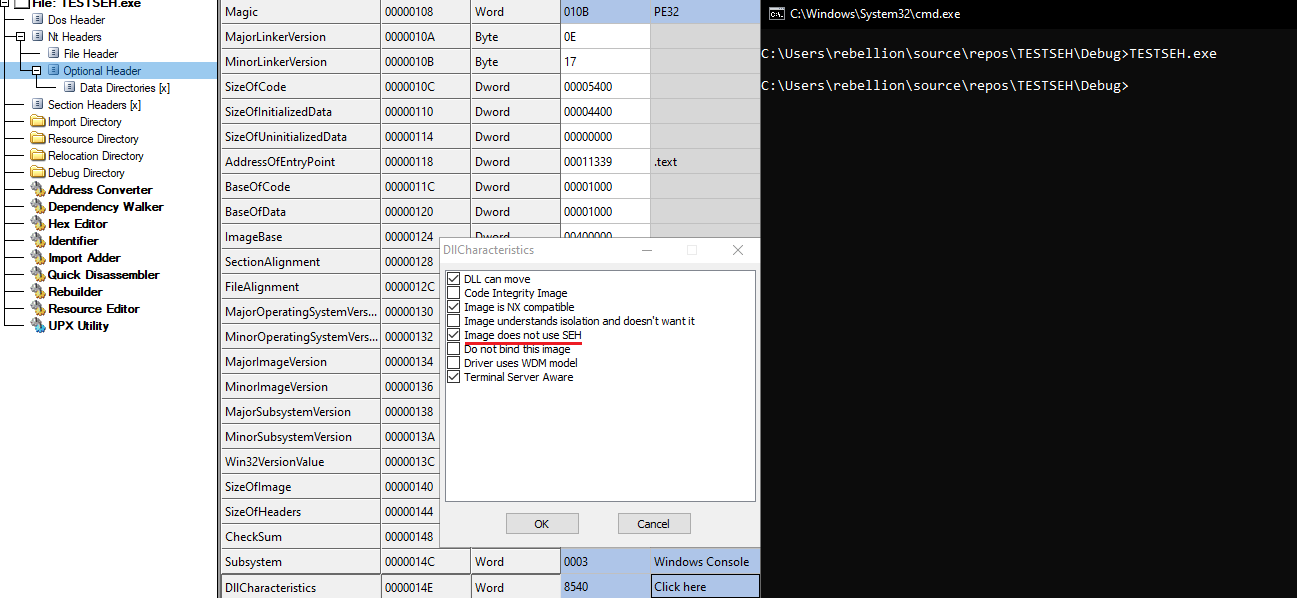 File: TESTSEH.exe
Dos Header
Nt Headers
File Header
Optional Header
Data Directories [x]
Section Headers [x]
Import Directory
Resource Directory
Relocation Directory
Debug Directory
Address Converter
Dependency Walker
Hex Editor
Identifier
Import Adder
Quick Disassembler
Rebuilder
Resource Editor
UPX Utility
Magic 00000108 Word 010B PE32
MajorLinkerVersion 0000010A Byte 0E
MinorLinkerVersion 0000010B Byte 17
SizeOfCode 0000010C Dword 00005400
SizeOfInitializedData 00000110 Dword 00004400
SizeOfUninitializedData 00000114 Dword 00000000
AddressOfEntryPoint 00000118 Dword 00011339 .text
BaseOfCode 0000011C Dword 00001000
BaseOfData 00000120 Dword 00001000
ImageBase 00000124 Dword 00400000
SectionAlignment 00000128
FileAlignment 0000012C
MajorOperatingSystemVers... 00000130
MinorOperatingSystemVers... 00000132
MajorImageVersion 00000134
MinorImageVersion 00000136
MajorSubsystemVersion 00000138
MinorSubsystemVersion 0000013A
Win32VersionValue 0000013C
SizeOfImage 00000140
SizeOfHeaders 00000144
CheckSum 00000148
Subsystem 0000014C Word 0003 Windows Console
DllCharacteristics 0000014E Word 8540 Click here
DllCharacteristics
DLL can move
Code Integrity Image
Image is NX compatible
Image understands isolation and doesn't want it
Image does not use SEH
Do not bind this image
Driver uses WDM model
Terminal Server Aware
OK Cancel
C:\Windows\System32\cmd.exe
C:\Users\rebellion\source\repos\TESTSEH\Debug>TESTSEH.exe
C:\Users\rebellion\source\repos\TESTSEH\Debug>